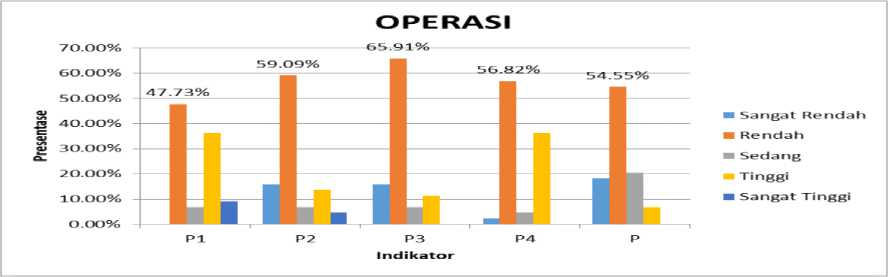 OPERASI
Presentase
70.00%
60.00%
50.00%
40.00%
30.00%
20.00%
10.00%
0.00%
47.73%
59.09%
65.91%
56.82%
54.55%
P1 P2 P3 P4 P
Indikator
Sangat Rendah
Rendah
Sedang
Tinggi
Sangat Tinggi